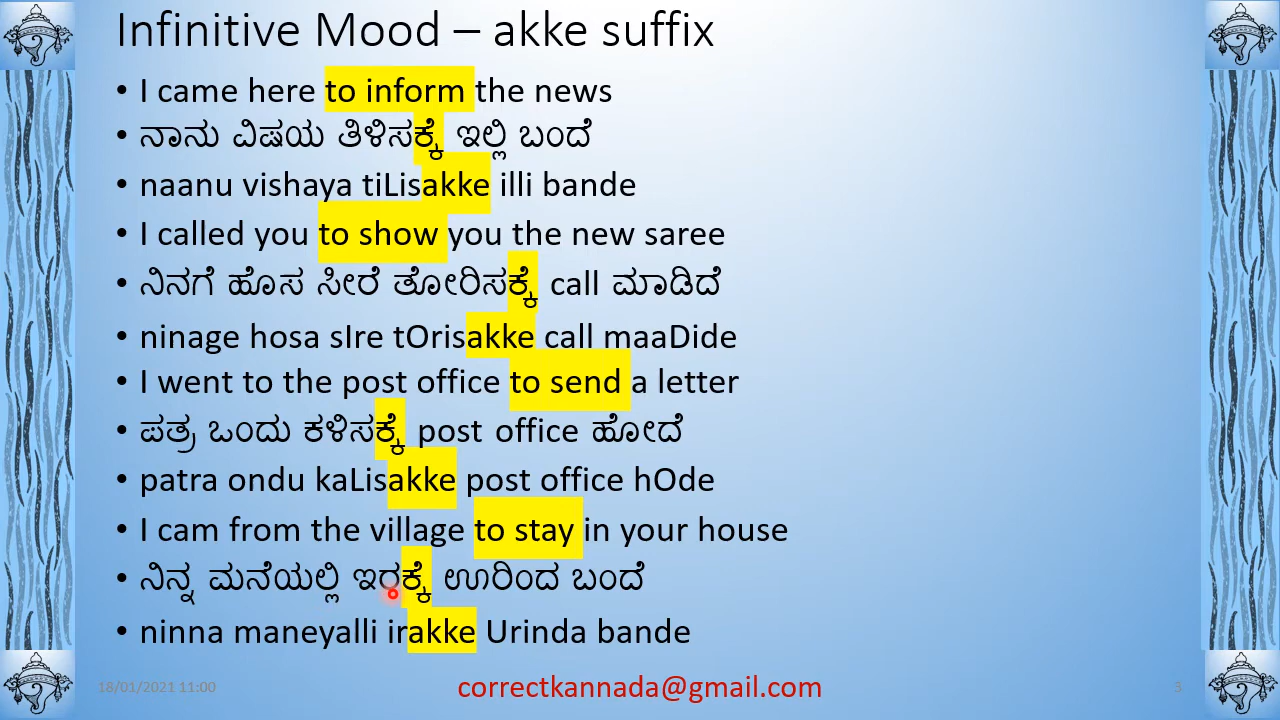 Infinitive Mood – akke suffix
• I came here to inform the news
• ನಾನು ವಿಷಯ ತಿಳಿಸಕ್ಕೆ ಇಲ್ಲಿ ಬಂದೆ
• naanu vishaya tiLisakke illi bande
• I called you to show you the new saree
• ನಿನಗೆ ಹೊಸ ಸೀರೆ ತೋರಿಸಕ್ಕೆ call ಮಾಡಿದೆ
• ninage hosa sIre tOrisakke call maaDide
• I went to the post office to send a letter
• ಪತ್ರ ಒಂದು ಕಳಿಸಕ್ಕೆ post office ಹೋದೆ
• patra ondu kaLisakke post office hOde
• I cam from the village to stay in your house
• ನಿನ್ನ ಮನೆಯಲ್ಲಿ ಇರಕ್ಕೆ ಊರಿಂದ ಬಂದೆ
• ninna maneyalli irakke Urinda bande
18/01/2021 11:00 correctkannada@gmail.com 3